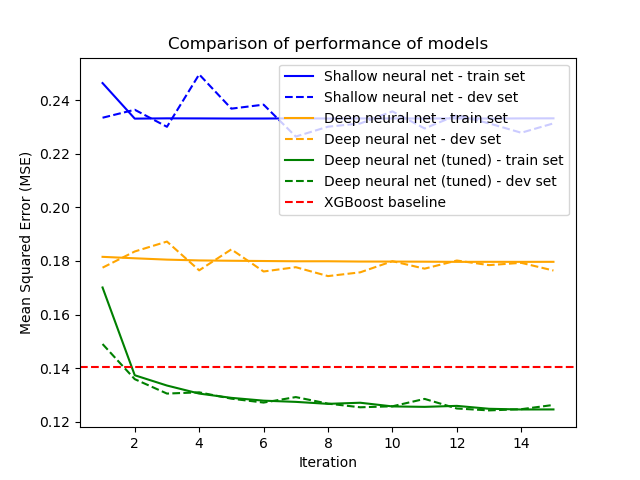 Comparison of performance of models
Shallow neural net - train set
Shallow neural net - dev set
Deep neural net - train set
Deep neural net - dev set
Deep neural net (tuned) - train set
Deep neural net (tuned) - dev set
XGBoost baseline
Mean Squared Error (MSE)
0.24
0.22
0.20
0.18
0.16
0.14
0.12
2 4 6 8 10 12 14
Iteration